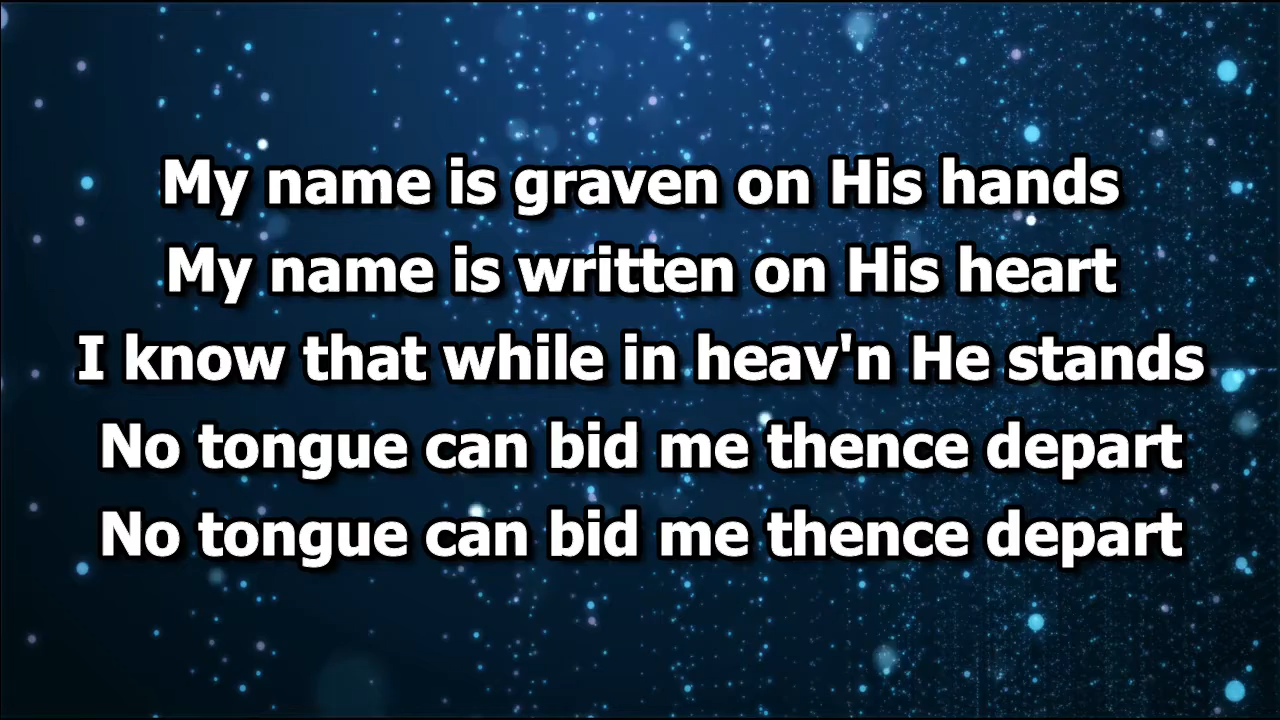 My name is graven on His hands
My name is written on His heart
I know that while in heav'n He stands
No tongue can bid me thence depart
No tongue can bid me thence depart